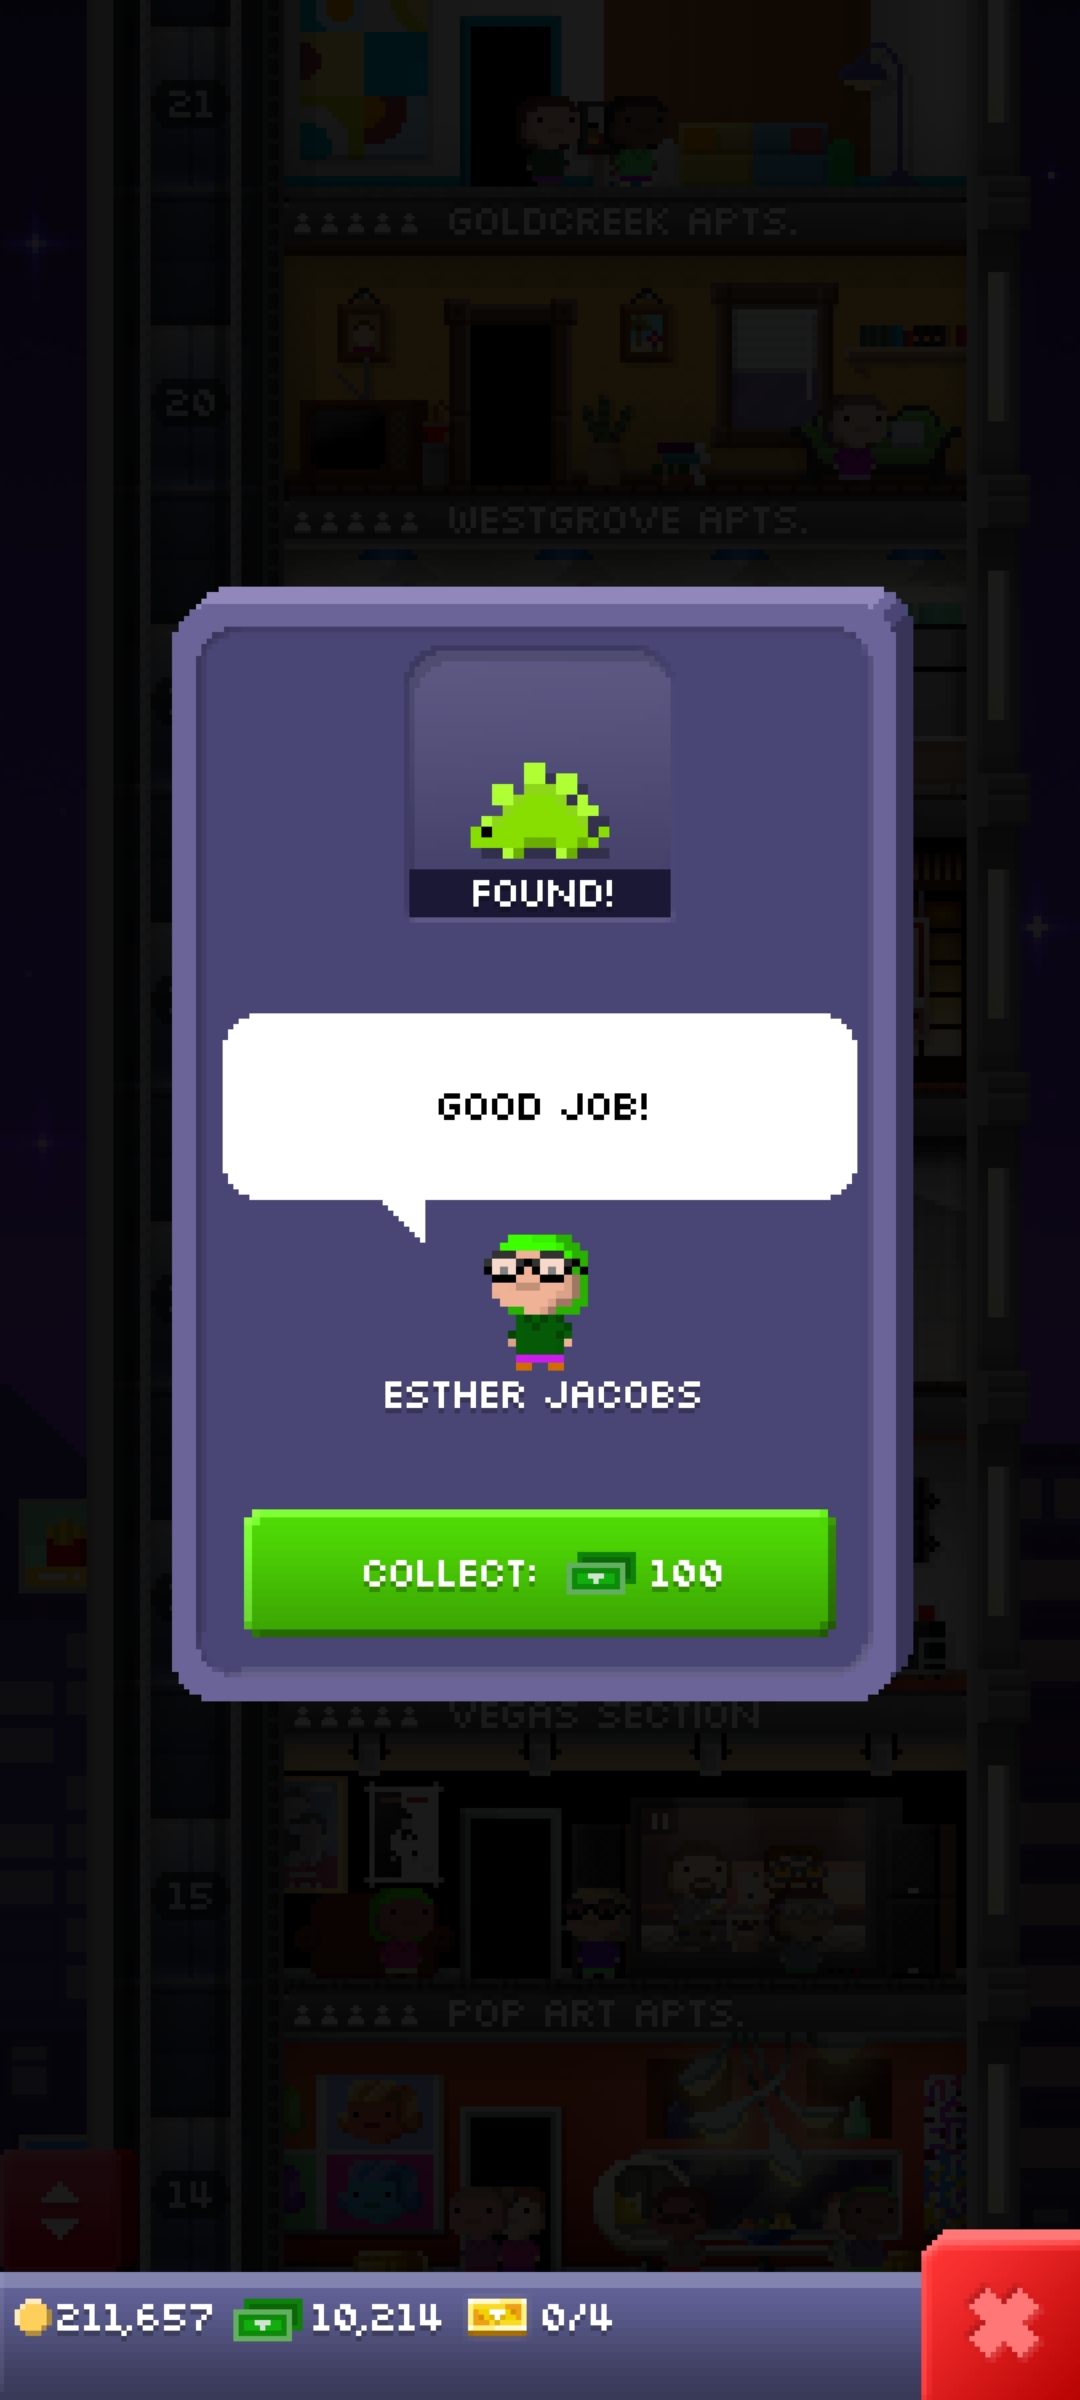 21
GOLDCREEK APTS.
20
WESTGROVE APTS.
FOUND!
GOOD JOB!
ESTHER JACOBS
COLLECT: 100
VEGAS SECTION
15
POP ART APTS.
14
211,657 10,214 0/4